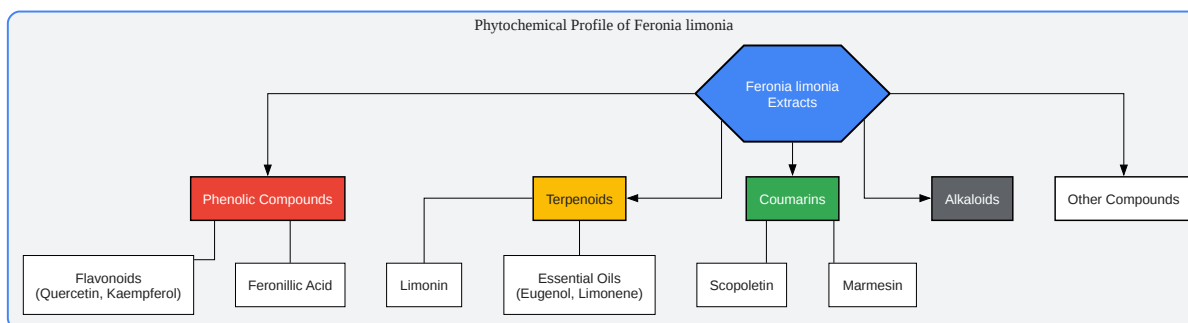 Phytochemical Profile of Feronia limonia
Feronia limonia
Extracts
Phenolic Compounds
Terpenoids
Coumarins
Alkaloids
Other Compounds
Flavonoids
(Quercetin, Kaempferol)
Feronillic Acid
Limonin
Essential Oils
(Eugenol, Limonene)
Scopoletin
Marmesin